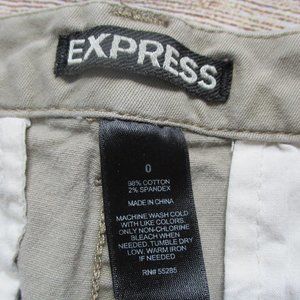 EXPRESS
0
98% COTTON
2% SPANDEX
MADE IN CHINA
MACHINE WASH COLD
WITH LIKE COLORS.
ONLY NON-CHLORINE
BLEACH WHEN
NEEDED. TUMBLE DRY
LOW, WARM IRON
IF NEEDED
RN# 55285